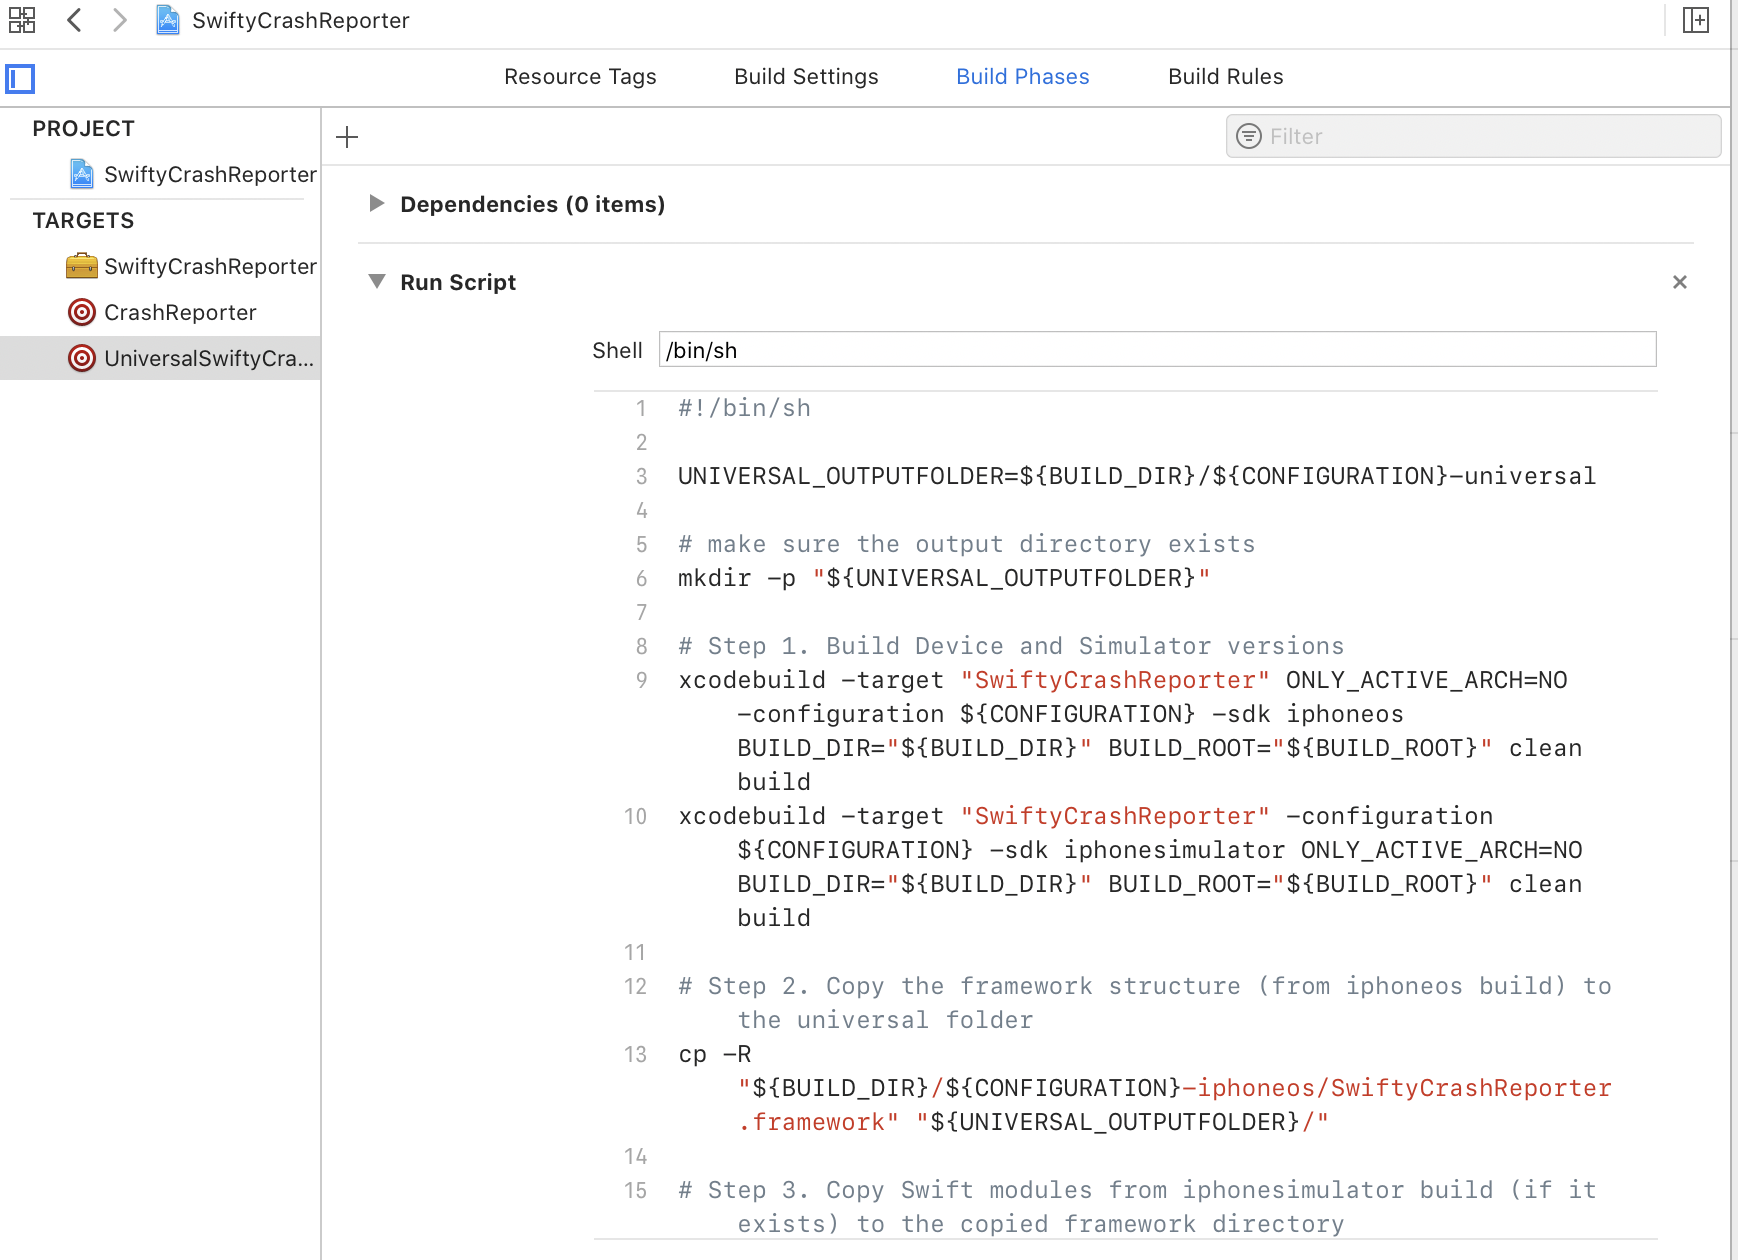 SwiftyCrashReporter
Resource Tags Build Settings Build Phases Build Rules
PROJECT
Filter
SwiftyCrashReporter
TARGETS
SwiftyCrashReporter
CrashReporter
UniversalSwiftyCra...
Dependencies (0 items)
Run Script
Shell /bin/sh
1 #!/bin/sh
2
3 UNIVERSAL_OUTPUTFOLDER=${BUILD_DIR}/${CONFIGURATION}-universal
4
5 # make sure the output directory exists
6 mkdir -p "${UNIVERSAL_OUTPUTFOLDER}"
7
8 # Step 1. Build Device and Simulator versions
9 xcodebuild -target "SwiftyCrashReporter" ONLY_ACTIVE_ARCH=NO
-configuration ${CONFIGURATION} -sdk iphoneos
BUILD_DIR="${BUILD_DIR}" BUILD_ROOT="${BUILD_ROOT}" clean
build
10 xcodebuild -target "SwiftyCrashReporter" -configuration
${CONFIGURATION} -sdk iphonesimulator ONLY_ACTIVE_ARCH=NO
BUILD_DIR="${BUILD_DIR}" BUILD_ROOT="${BUILD_ROOT}" clean
build
11
12 # Step 2. Copy the framework structure (from iphoneos build) to
the universal folder
13 cp -R
"${BUILD_DIR}/${CONFIGURATION}-iphoneos/SwiftyCrashReporter
.framework" "${UNIVERSAL_OUTPUTFOLDER}/"
14
15 # Step 3. Copy Swift modules from iphonesimulator build (if it
exists) to the copied framework directory